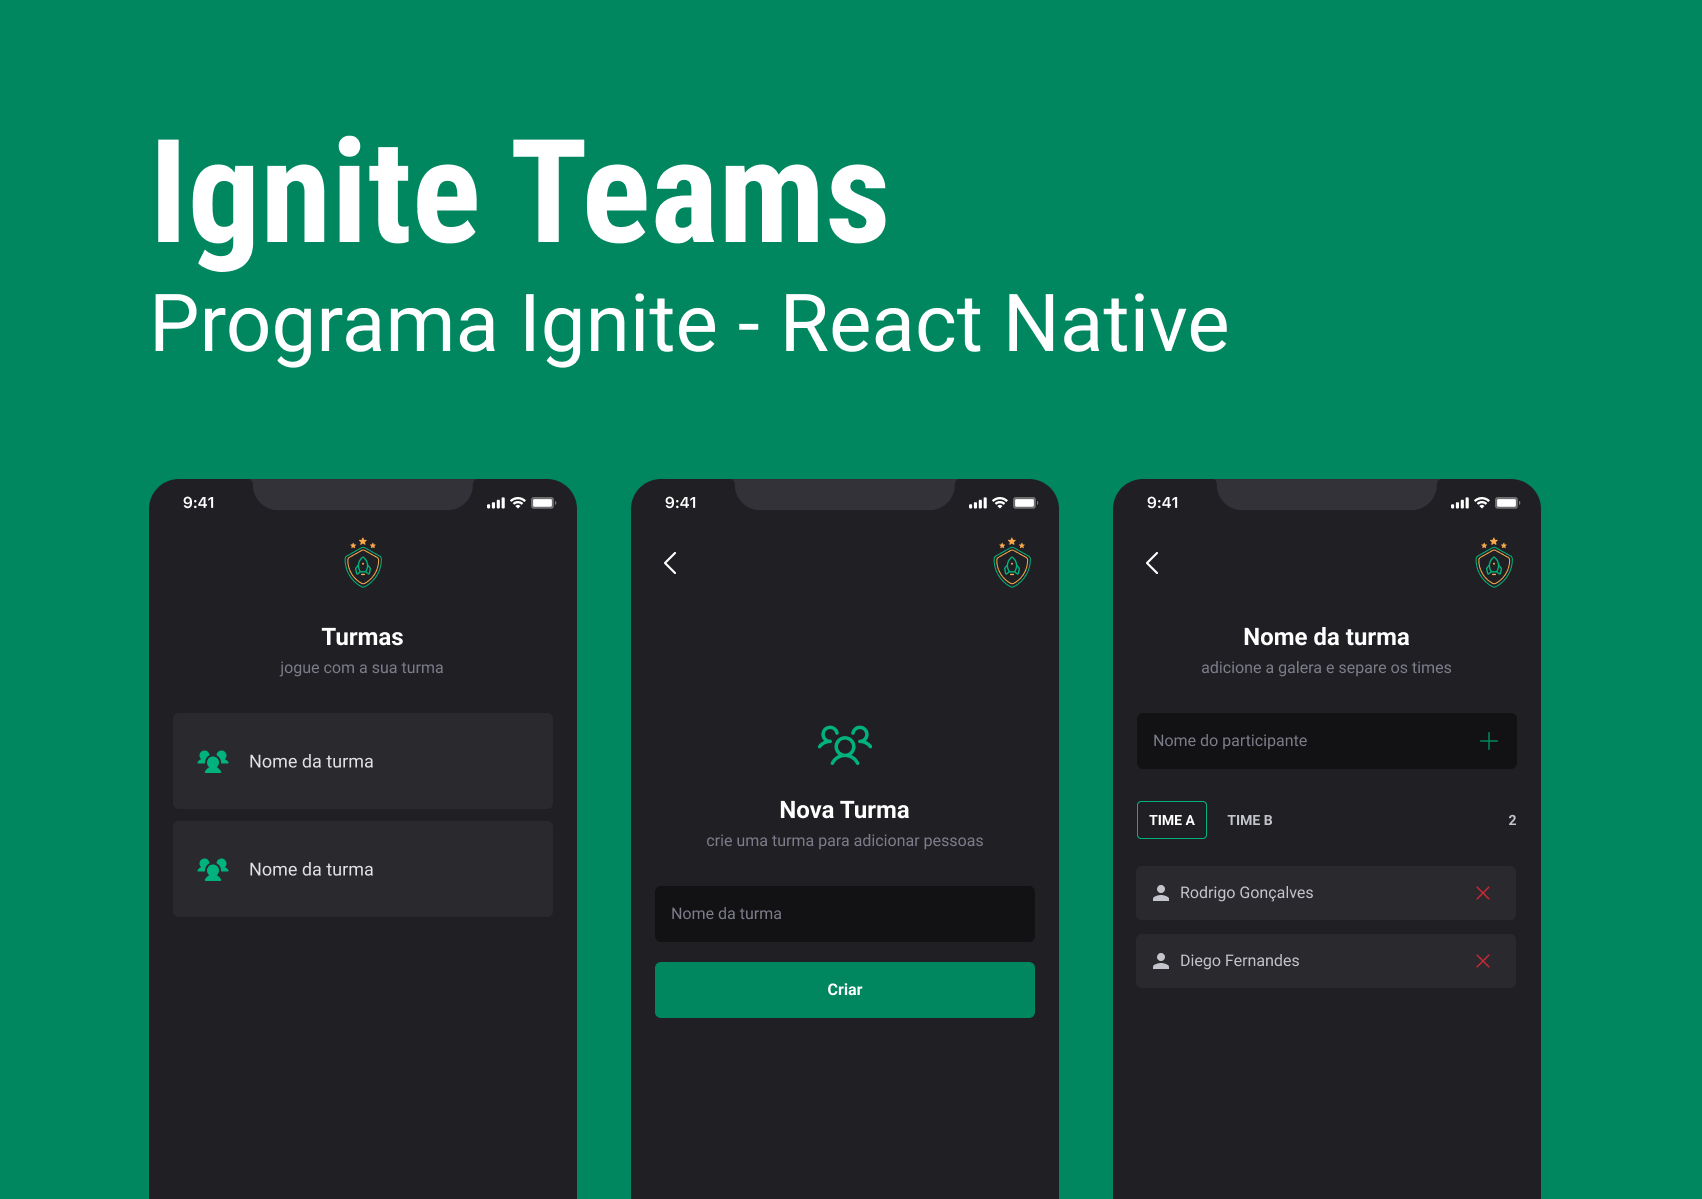 Ignite Teams
Programa Ignite - React Native
9:41
Turmas
jogue com a sua turma
Nome da turma
Nome da turma
9:41
Nova Turma
crie uma turma para adicionar pessoas
Nome da turma
Criar
9:41
Nome da turma
adicione a galera e separe os times
Nome do participante
TIME A TIME B 2
Rodrigo Gonçalves
Diego Fernandes